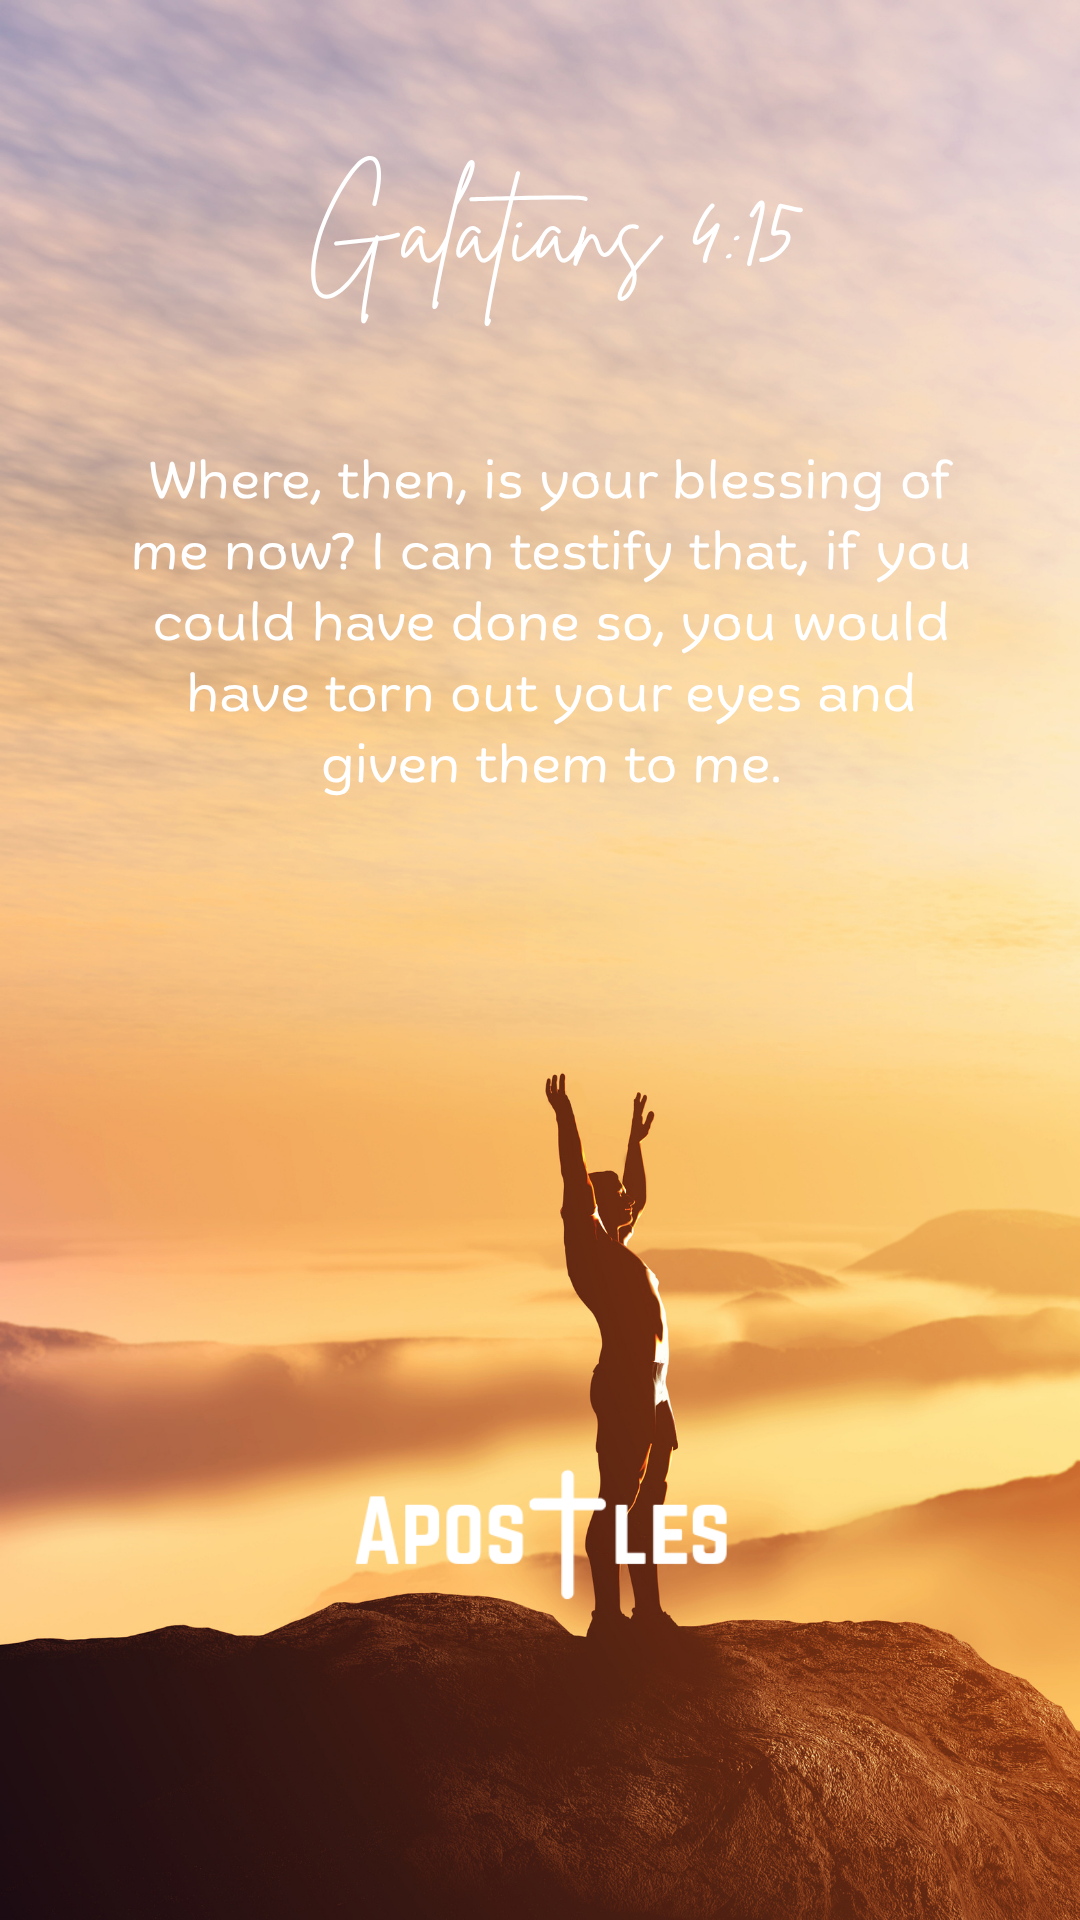 Galatians 4:15
Where, then, is your blessing of
me now? I can testify that, if you
could have done so, you would
have torn out your eyes and
given them to me.
APOSTLES